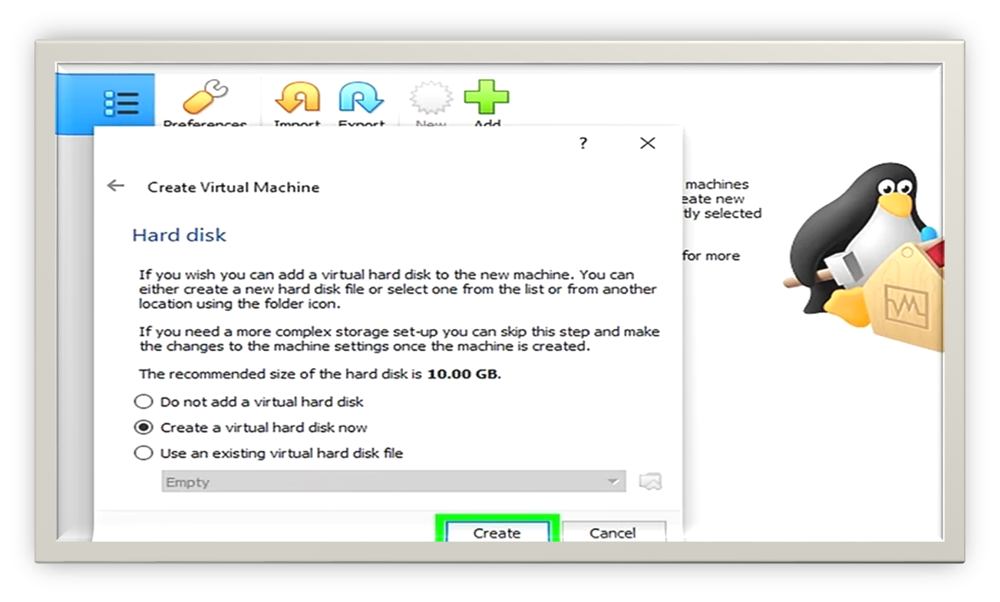 Preferences Import Export New Add
?
Create Virtual Machine
machines
eate new
tly selected
for more
Hard disk
If you wish you can add a virtual hard disk to the new machine. You can
either create a new hard disk file or select one from the list or from another
location using the folder icon.
If you need a more complex storage set-up you can skip this step and make
the changes to the machine settings once the machine is created.
The recommended size of the hard disk is 10.00 GB.
Do not add a virtual hard disk
Create a virtual hard disk now
Use an existing virtual hard disk file
Empty
Create Cancel